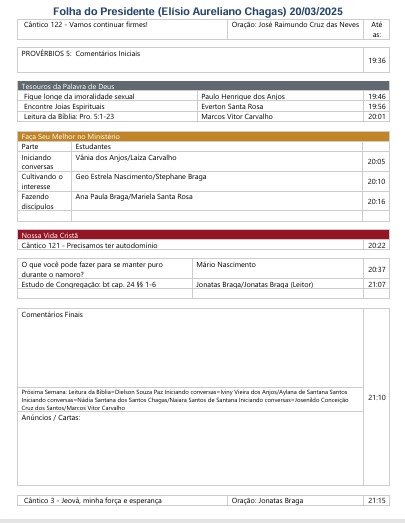 Folha do Presidente (Elísio Aureliano Chagas) 20/03/2025
Cântico 122 - Vamos continuar firmes! Oração: José Raimundo Cruz das Neves Até as:
PROVÉRBIOS 5: Comentários Iniciais 19:36
Tesouros da Palavra de Deus
Fique longe da imoralidade sexual Paulo Henrique dos Anjos 19:46
Encontre Joias Espirituais Everton Santa Rosa 19:56
Leitura da Bíblia: Pro. 5:1-23 Marcos Vitor Carvalho 20:01
Faça Seu Melhor no Ministério
Parte Estudantes
Iniciando conversas Vânia dos Anjos/Laiza Carvalho 20:05
Cultivando o interesse Geo Estrela Nascimento/Stephane Braga 20:10
Fazendo discípulos Ana Paula Braga/Mariela Santa Rosa 20:16
Nossa Vida Cristã
Cântico 121 - Precisamos ter autodomínio 20:22
O que você pode fazer para se manter puro durante o namoro? Mário Nascimento 20:37
Estudo de Congregação: bt cap. 24 §§ 1-6 Jonatas Braga/Jonatas Braga (Leitor) 21:07
Comentários Finais 21:10
Próxima Semana: Leitura da Bíblia=Dielson Souza Paz Iniciando conversas=Iviny Vieira dos Anjos/Aylana de Santana Santos
Iniciando conversas=Nádia Santana dos Santos Chagas/Naiara Santos de Santana Iniciando conversas=Josenildo Conceição
Cruz dos Santos/Marcos Vitor Carvalho
Anúncios / Cartas:
Cântico 3 - Jeová, minha força e esperança Oração: Jonatas Braga 21:15